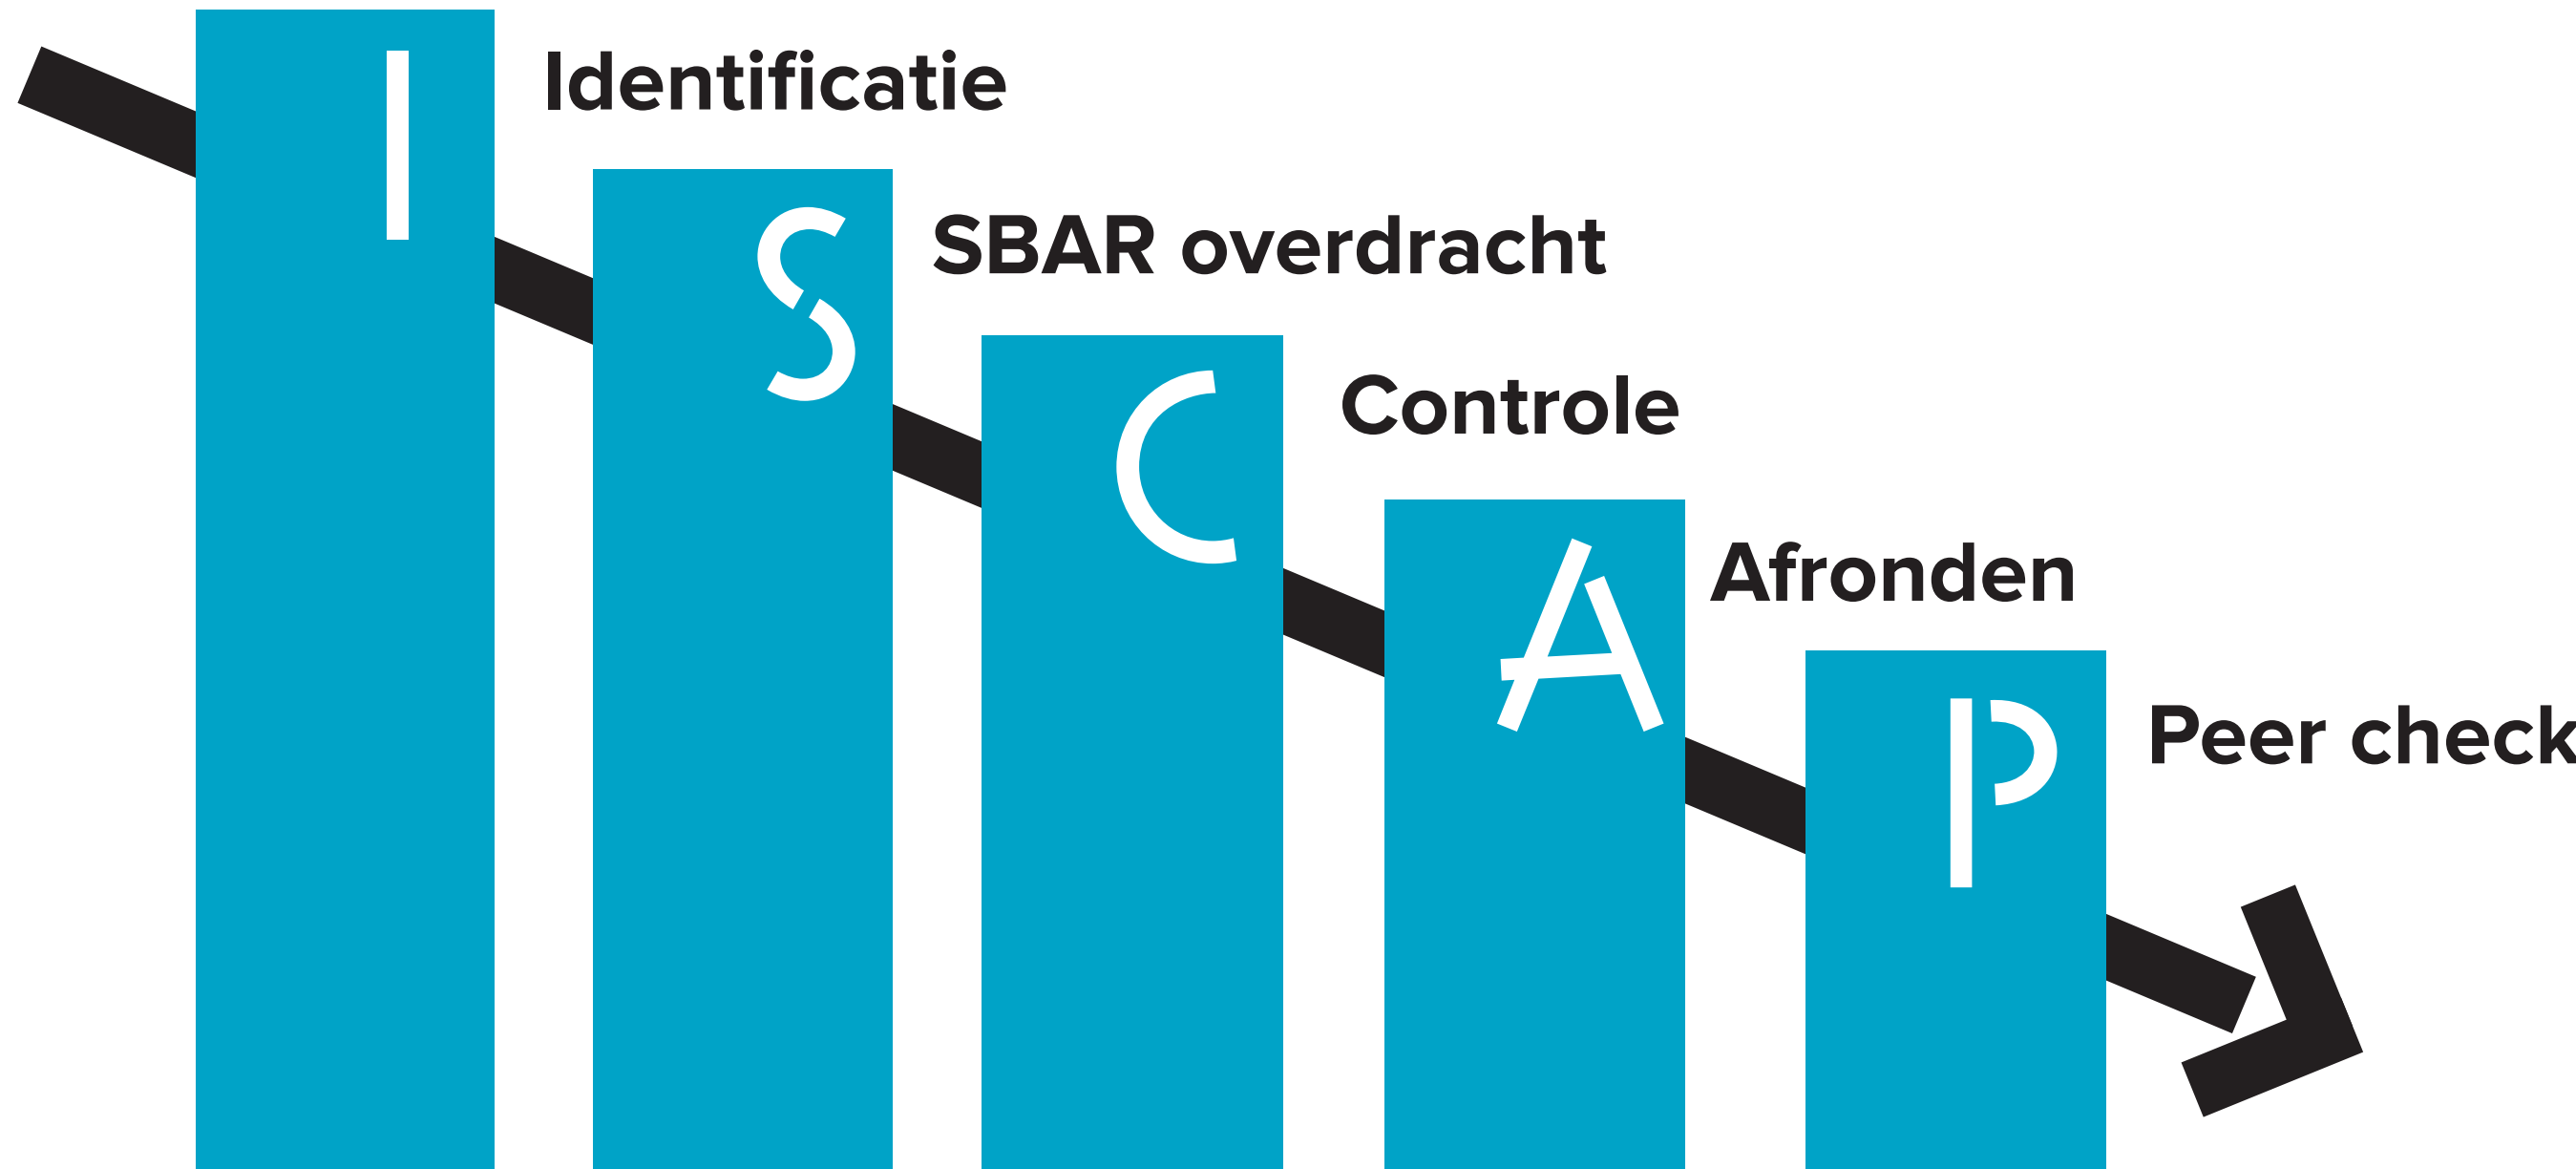 I
Identificatie
S
SBAR overdracht
C
Controle
A
Afronden
P
Peer check